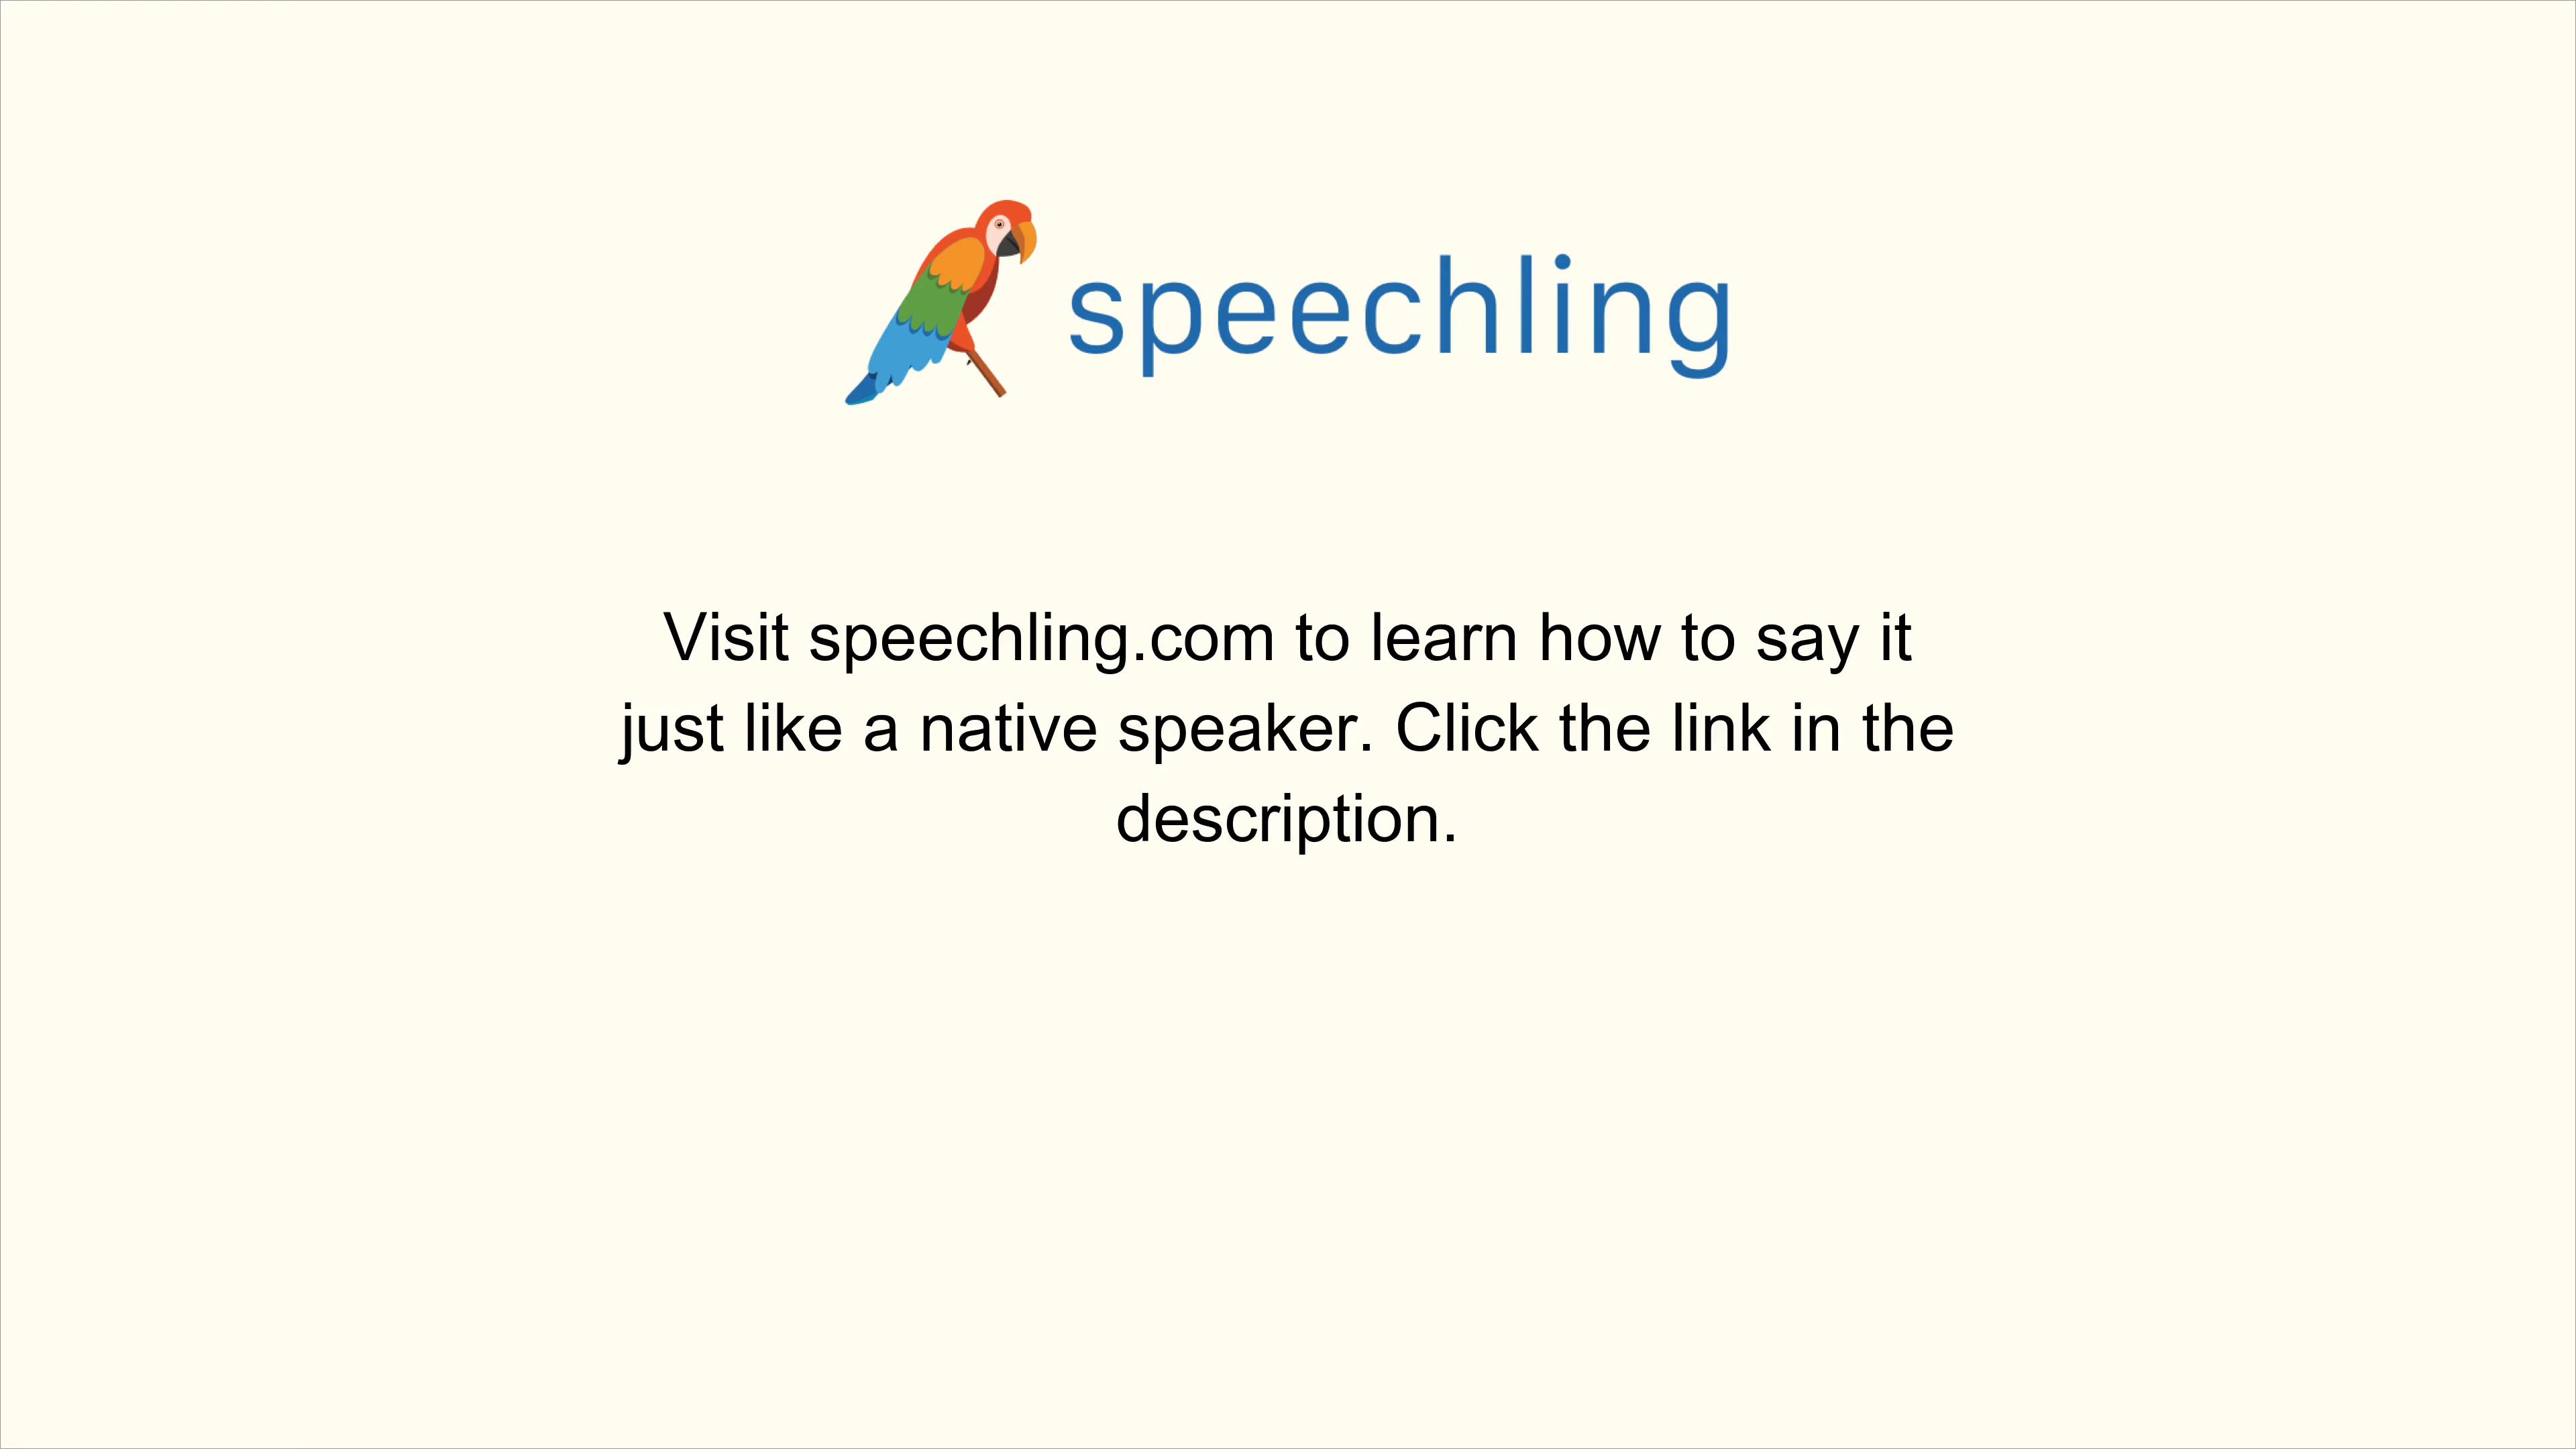 speechling
Visit speechling.com to learn how to say it
just like a native speaker. Click the link in the
description.